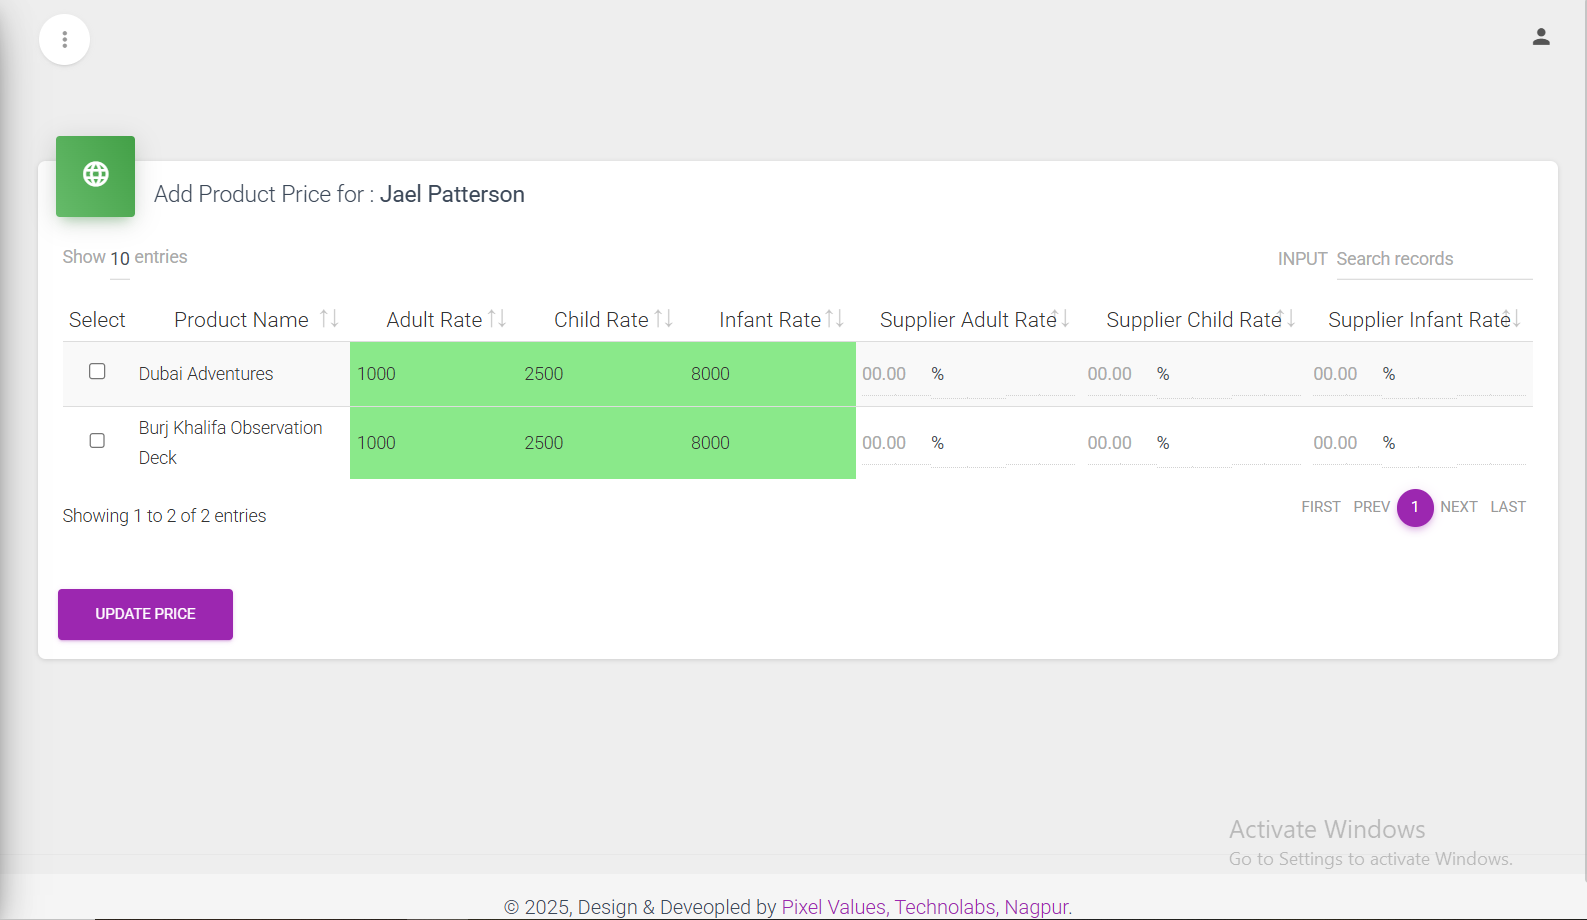 Add Product Price for : Jael Patterson
Show 10 entries
INPUT Search records
Select Product Name Adult Rate Child Rate Infant Rate Supplier Adult Rate Supplier Child Rate Supplier Infant Rate
Dubai Adventures 1000 2500 8000 00.00 % 00.00 % 00.00 %
Burj Khalifa Observation
Deck 1000 2500 8000 00.00 % 00.00 % 00.00 %
Showing 1 to 2 of 2 entries
FIRST PREV 1 NEXT LAST
UPDATE PRICE
Activate Windows
Go to Settings to activate Windows.
© 2025, Design & Deveopled by Pixel Values, Technolabs, Nagpur.